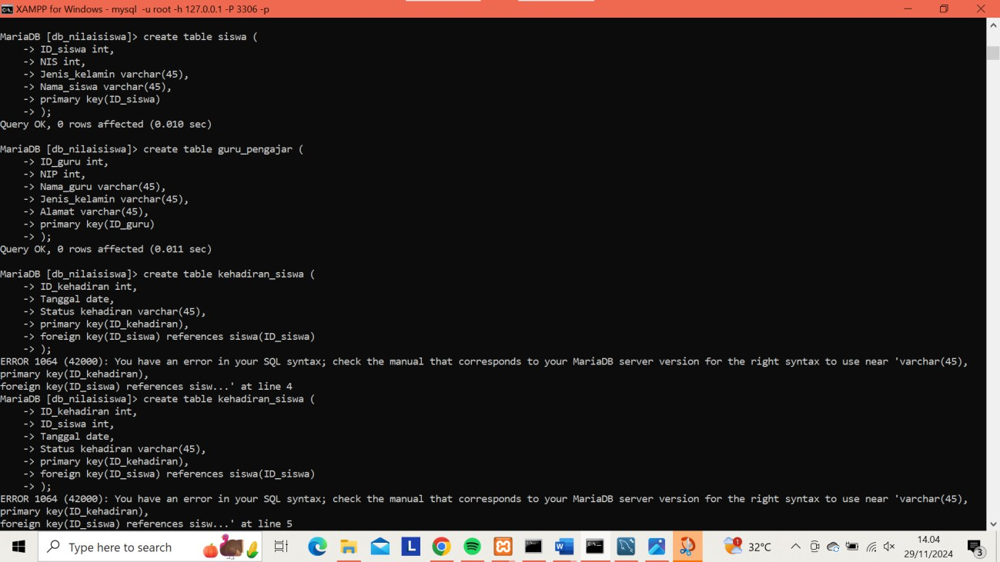 XAMPP for Windows - mysql -u root -h 127.0.0.1 -P 3306 -p
MariaDB [db_nilaisiswa]> create table siswa (
    -> ID_siswa int,
    -> NIS int,
    -> Jenis_kelamin varchar(45),
    -> Nama_siswa varchar(45),
    -> primary key(ID_siswa)
    -> );
Query OK, 0 rows affected (0.010 sec)
MariaDB [db_nilaisiswa]> create table guru_pengajar (
    -> ID_guru int,
    -> NIP int,
    -> Nama_guru varchar(45),
    -> Jenis_kelamin varchar(45),
    -> Alamat varchar(45),
    -> primary key(ID_guru)
    -> );
Query OK, 0 rows affected (0.011 sec)
MariaDB [db_nilaisiswa]> create table kehadiran_siswa (
    -> ID_kehadiran int,
    -> Tanggal date,
    -> Status kehadiran varchar(45),
    -> primary key(ID_kehadiran),
    -> foreign key(ID_siswa) references siswa(ID_siswa)
    -> );
ERROR 1064 (42000): You have an error in your SQL syntax; check the manual that corresponds to your MariaDB server version for the right syntax to use near 'varchar(45),
primary key(ID_kehadiran),
foreign key(ID_siswa) references sisw...' at line 4
MariaDB [db_nilaisiswa]> create table kehadiran_siswa (
    -> ID_kehadiran int,
    -> ID_siswa int,
    -> Tanggal date,
    -> Status kehadiran varchar(45),
    -> primary key(ID_kehadiran),
    -> foreign key(ID_siswa) references siswa(ID_siswa)
    -> );
ERROR 1064 (42000): You have an error in your SQL syntax; check the manual that corresponds to your MariaDB server version for the right syntax to use near 'varchar(45),
primary key(ID_kehadiran),
foreign key(ID_siswa) references sisw...' at line 5
Type here to search
L
W
1
32°C
14.04
29/11/2024
3